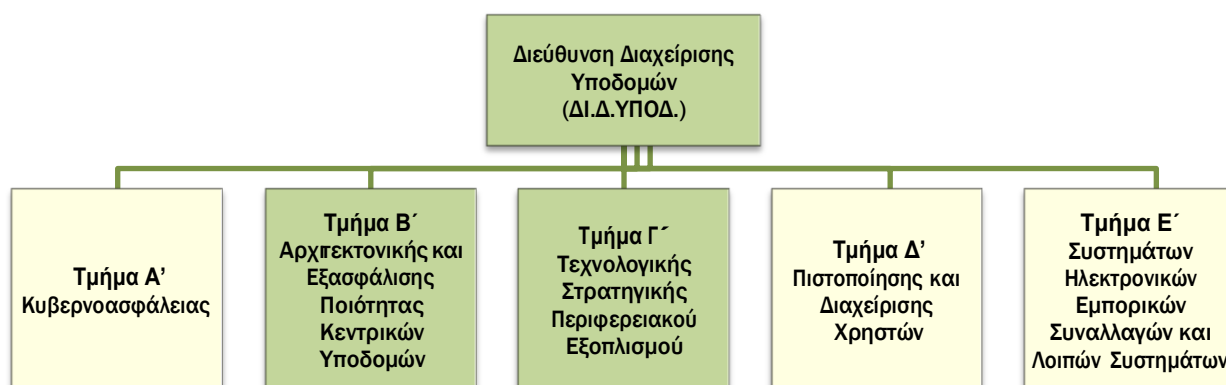 Διεύθυνση Διαχείρισης
Υποδομών
(ΔΙ.Δ.ΥΠΟΔ.)
Τμήμα Α'
Κυβερνοασφάλειας
Τμήμα Β΄
Αρχιτεκτονικής και
Εξασφάλισης
Ποιότητας
Κεντρικών
Υποδομών
Τμήμα Γ΄
Τεχνολογικής
Στρατηγικής
Περιφερειακού
Εξοπλισμού
Τμήμα Δ'
Πιστοποίησης και
Διαχείρισης
Χρηστών
Τμήμα Ε΄
Συστημάτων
Ηλεκτρονικών
Εμπορικών
Συναλλαγών και
Λοιπών Συστημάτων